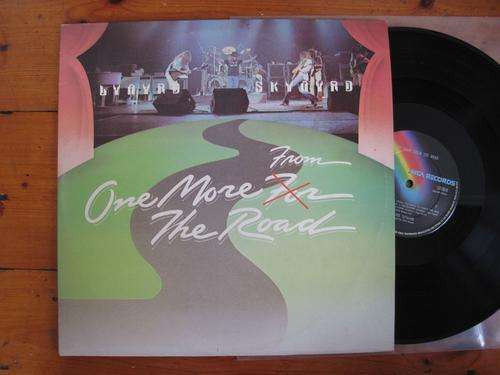 LYNYRD SKYNYRD
From
One More For
The Road
MCA RECORDS